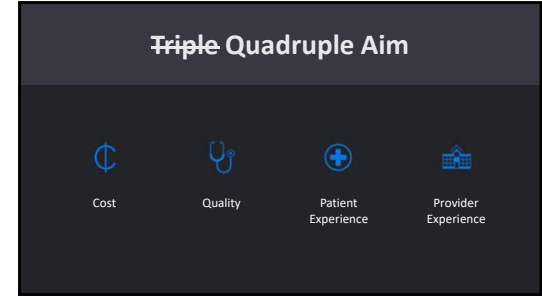 Triple Quadruple Aim
Cost
Quality
Patient
Experience
Provider
Experience